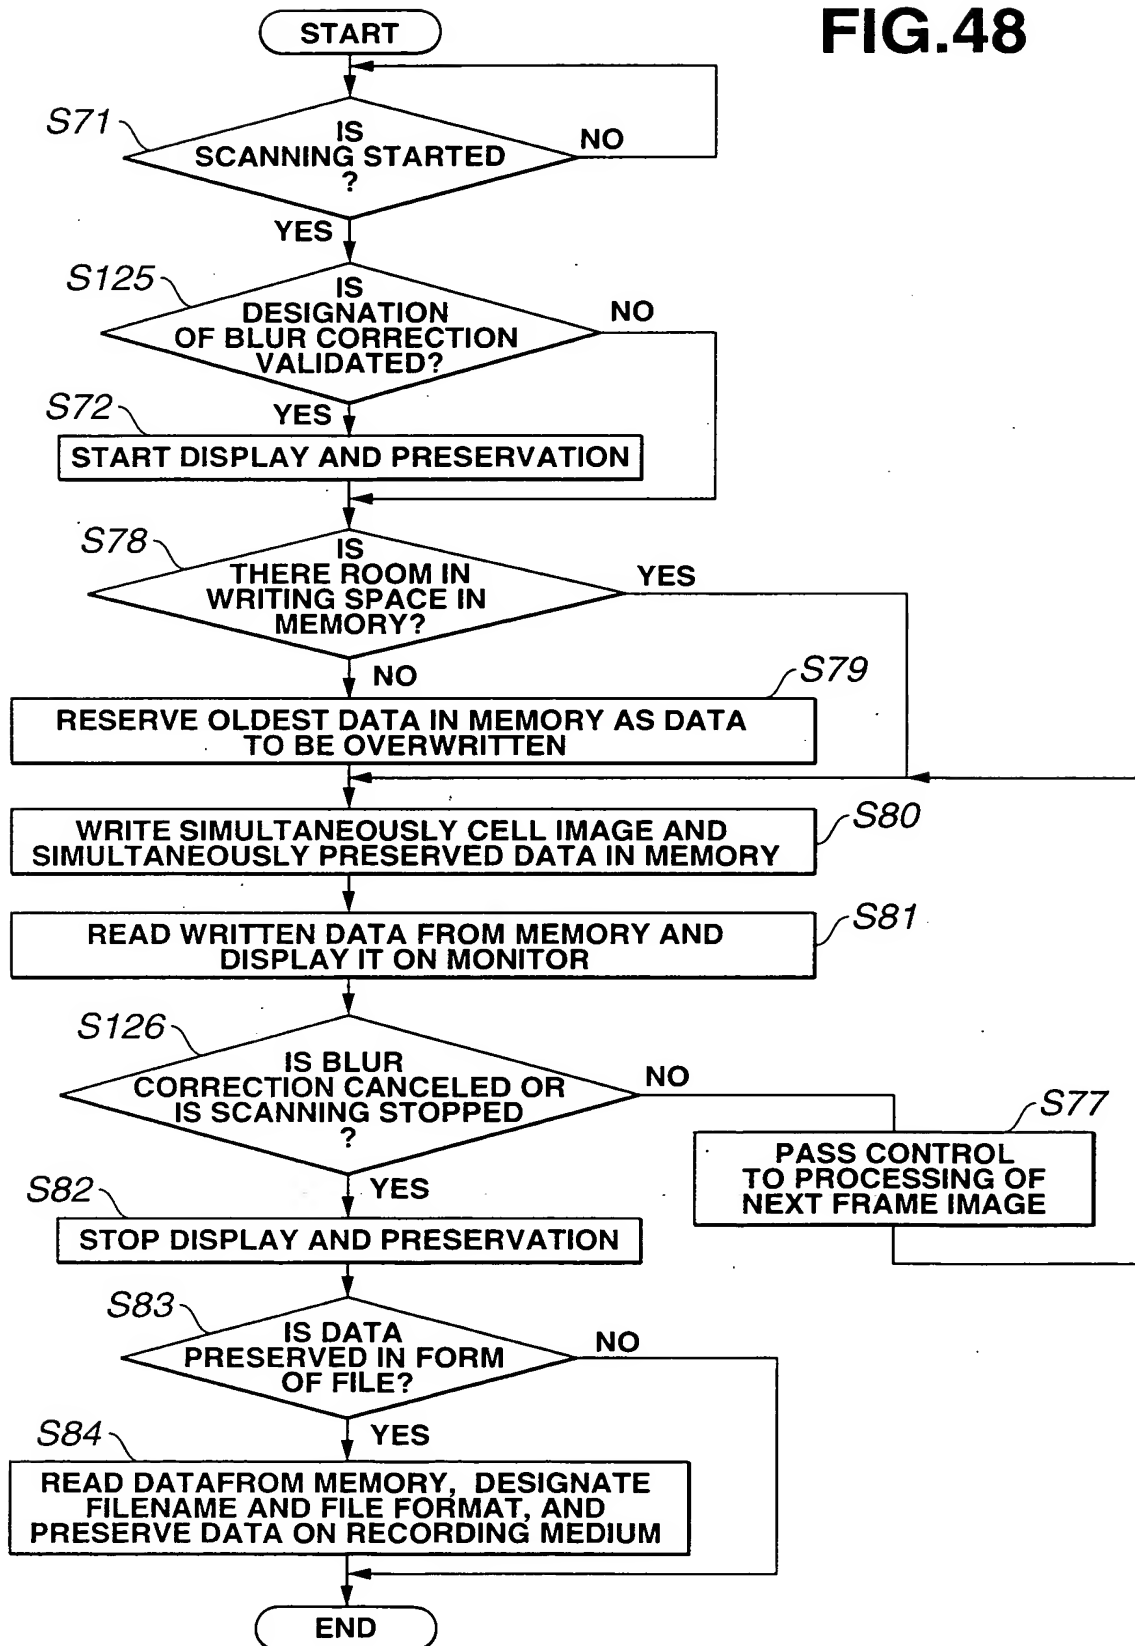 FIG.48
START
S71
IS
SCANNING STARTED
?
NO
YES
S125
IS
DESIGNATION
OF BLUR CORRECTION
VALIDATED?
NO
YES
S72
START DISPLAY AND PRESERVATION
S78
IS
THERE ROOM IN
WRITING SPACE IN
MEMORY?
YES
NO
S79
RESERVE OLDEST DATA IN MEMORY AS DATA
TO BE OVERWRITTEN
S80
WRITE SIMULTANEOUSLY CELL IMAGE AND
SIMULTANEOUSLY PRESERVED DATA IN MEMORY
S81
READ WRITTEN DATA FROM MEMORY AND
DISPLAY IT ON MONITOR
S126
IS BLUR
CORRECTION CANCELED OR
IS SCANNING STOPPED
?
NO
S77
PASS CONTROL
TO PROCESSING OF
NEXT FRAME IMAGE
YES
S82
STOP DISPLAY AND PRESERVATION
S83
IS DATA
PRESERVED IN FORM
OF FILE?
NO
YES
S84
READ DATAFROM MEMORY, DESIGNATE
FILENAME AND FILE FORMAT, AND
PRESERVE DATA ON RECORDING MEDIUM
END